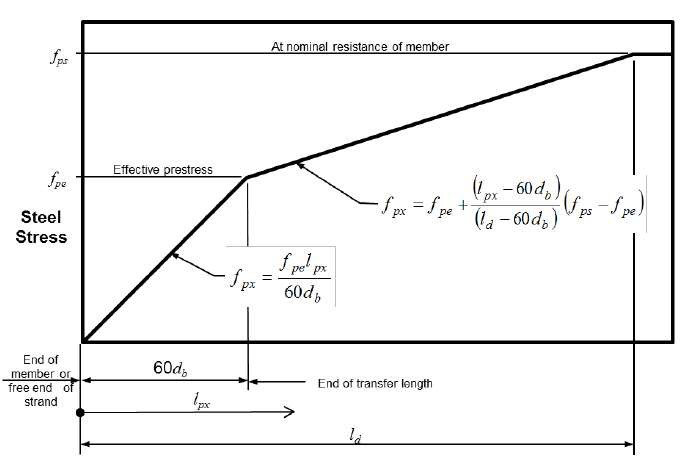 f_ps
At nominal resistance of member
f_pe
Effective prestress
f_px = f_pe + (l_px − 60d_b) / (l_d − 60d_b) (f_ps − f_pe)
Steel
Stress
f_px = f_pe l_px / 60d_b
End of
member or
free end of
strand
60d_b
End of transfer length
l_px
l_d